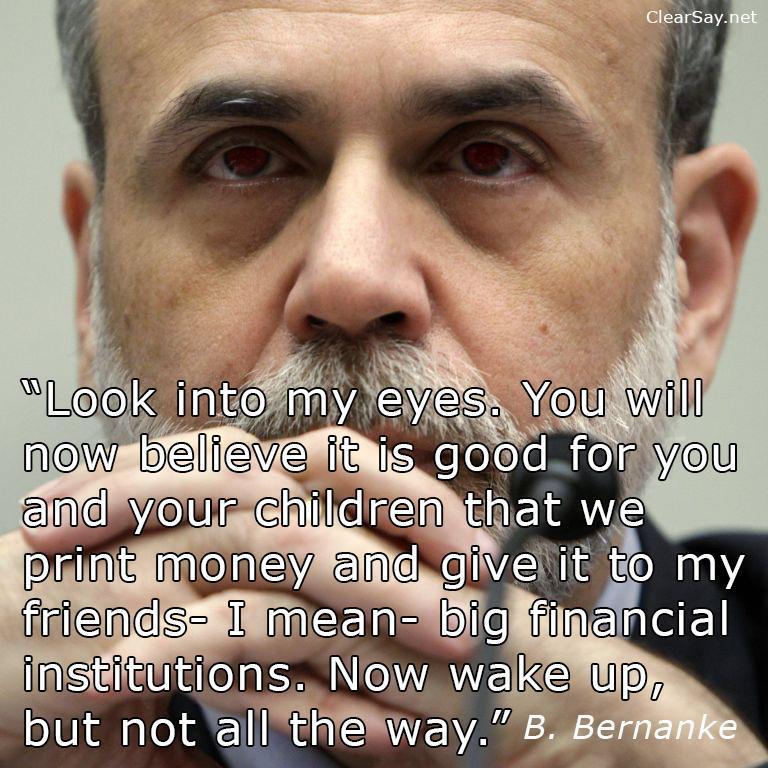 ClearSay.net
“Look into my eyes. You will
now believe it is good for you
and your children that we
print money and give it to my
friends- I mean- big financial
institutions. Now wake up,
but not all the way.” B. Bernanke